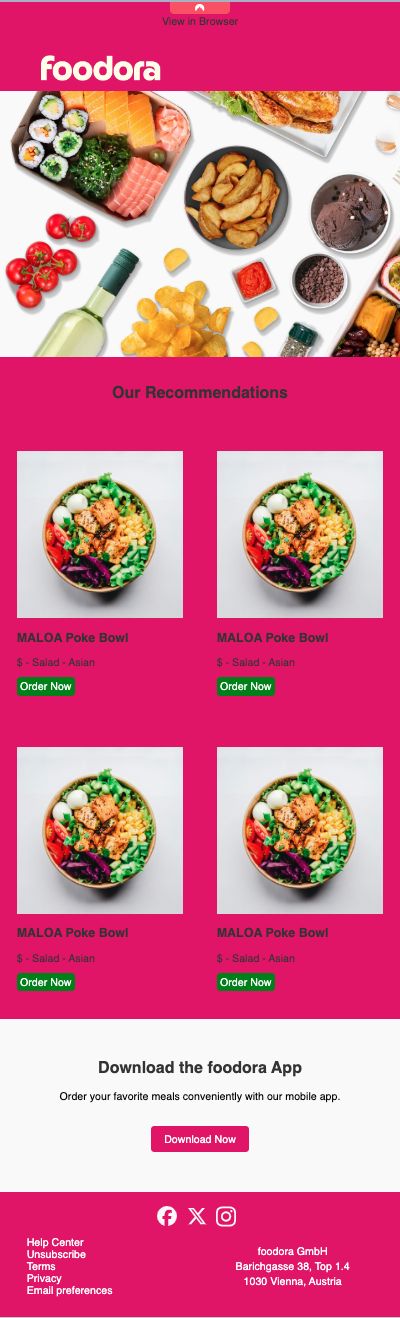 View in Browser
foodora
Our Recommendations
MALOA Poke Bowl
$ - Salad - Asian
Order Now
MALOA Poke Bowl
$ - Salad - Asian
Order Now
MALOA Poke Bowl
$ - Salad - Asian
Order Now
MALOA Poke Bowl
$ - Salad - Asian
Order Now
Download the foodora App
Order your favorite meals conveniently with our mobile app.
Download Now
Help Center
Unsubscribe
Terms
Privacy
Email preferences
foodora GmbH
Barichgasse 38, Top 1.4
1030 Vienna, Austria